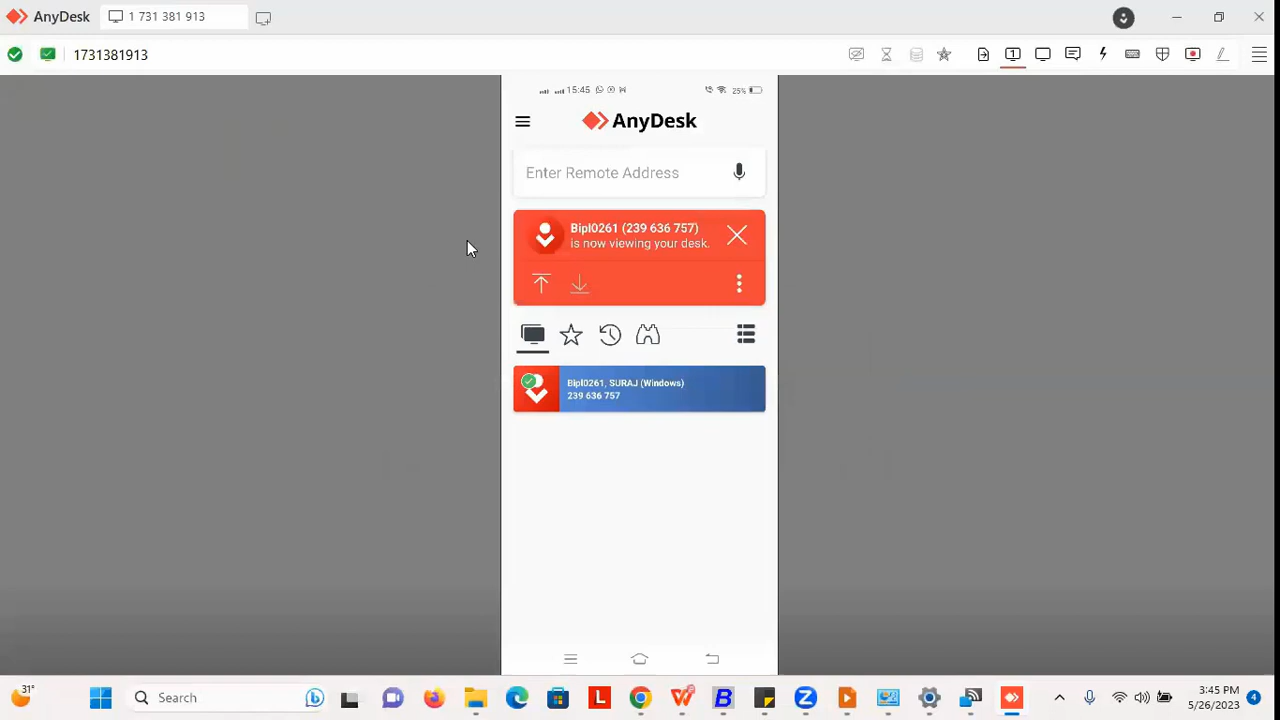 AnyDesk
1 731 381 913
1731381913
1
15:45
25%
AnyDesk
Enter Remote Address
Bipl0261 (239 636 757)
is now viewing your desk.
Bipl0261, SURAJ (Windows)
239 636 757
31°
Search
3:45 PM
5/26/2023
4